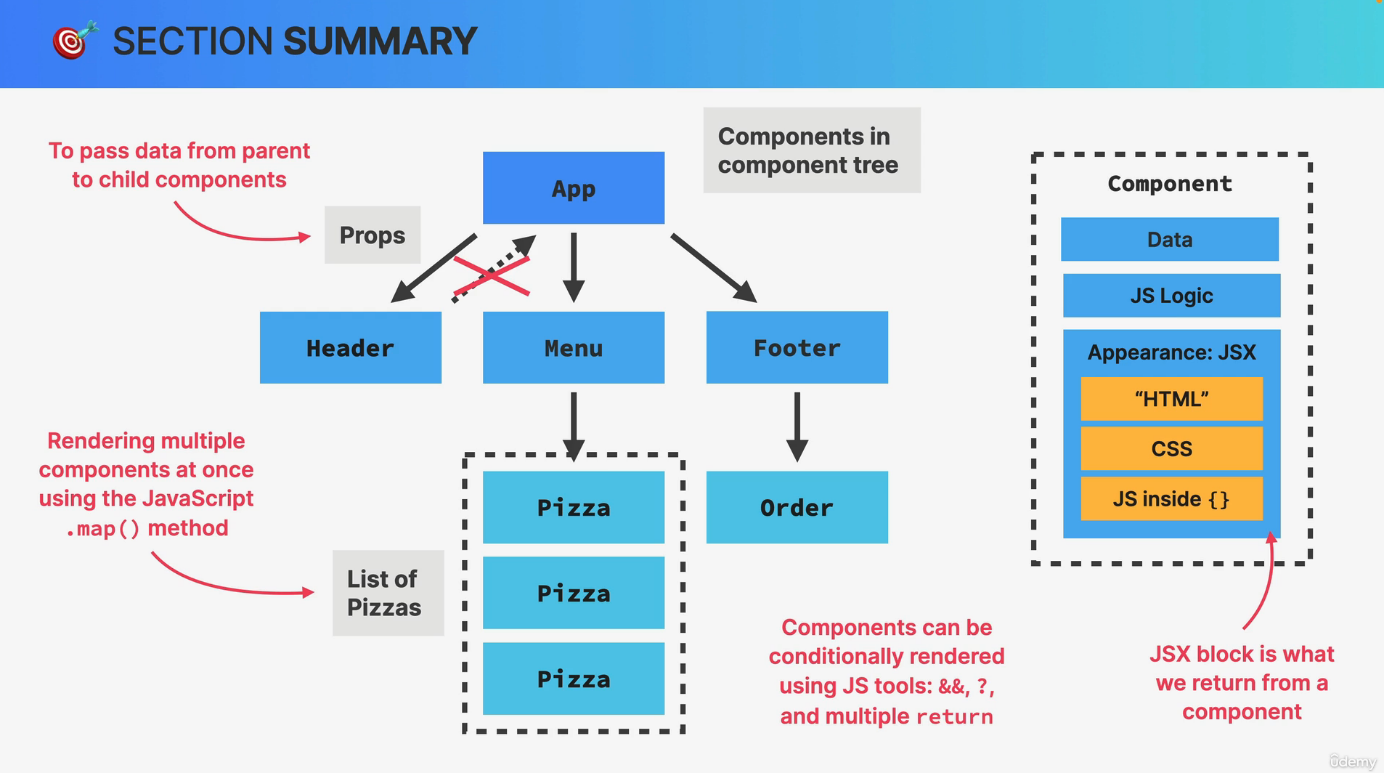 SECTION SUMMARY
To pass data from parent
to child components
Props
Components in
component tree
App
Header
Menu
Footer
Rendering multiple
components at once
using the JavaScript
.map() method
List of
Pizzas
Pizza
Pizza
Pizza
Order
Components can be
conditionally rendered
using JS tools: &&, ?,
and multiple return
Component
Data
JS Logic
Appearance: JSX
“HTML”
CSS
JS inside {}
JSX block is what
we return from a
component
ûdemy